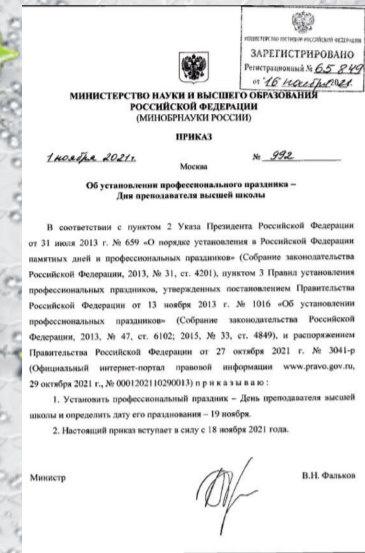 МИНИСТЕРСТВО ЮСТИЦИИ РОССИЙСКОЙ ФЕДЕРАЦИИ
ЗАРЕГИСТРИРОВАНО
Регистрационный № 65849
от "16" ноября 2021.
МИНИСТЕРСТВО НАУКИ И ВЫСШЕГО ОБРАЗОВАНИЯ
РОССИЙСКОЙ ФЕДЕРАЦИИ
(МИНОБРНАУКИ РОССИИ)
ПРИКАЗ
1 ноября 2021г. № 992
Москва
Об установлении профессионального праздника –
Дня преподавателя высшей школы
В соответствии с пунктом 2 Указа Президента Российской Федерации
от 31 июля 2013 г. № 659 «О порядке установления в Российской Федерации
памятных дней и профессиональных праздников» (Собрание законодательства
Российской Федерации, 2013, № 31, ст. 4201), пунктом 3 Правил установления
профессиональных праздников, утвержденных постановлением Правительства
Российской Федерации от 13 ноября 2013 г. № 1016 «Об установлении
профессиональных праздников» (Собрание законодательства Российской
Федерации, 2013, № 47, ст. 6102; 2015, № 33, ст. 4849), и распоряжением
Правительства Российской Федерации от 27 октября 2021 г. № 3041-р
(Официальный интернет-портал правовой информации www.pravo.gov.ru,
29 октября 2021 г., № 0001202110290013) п р и к а з ы в а ю :
1. Установить профессиональный праздник – День преподавателя высшей
школы и определить дату его празднования – 19 ноября.
2. Настоящий приказ вступает в силу с 18 ноября 2021 года.
Министр В.Н. Фальков